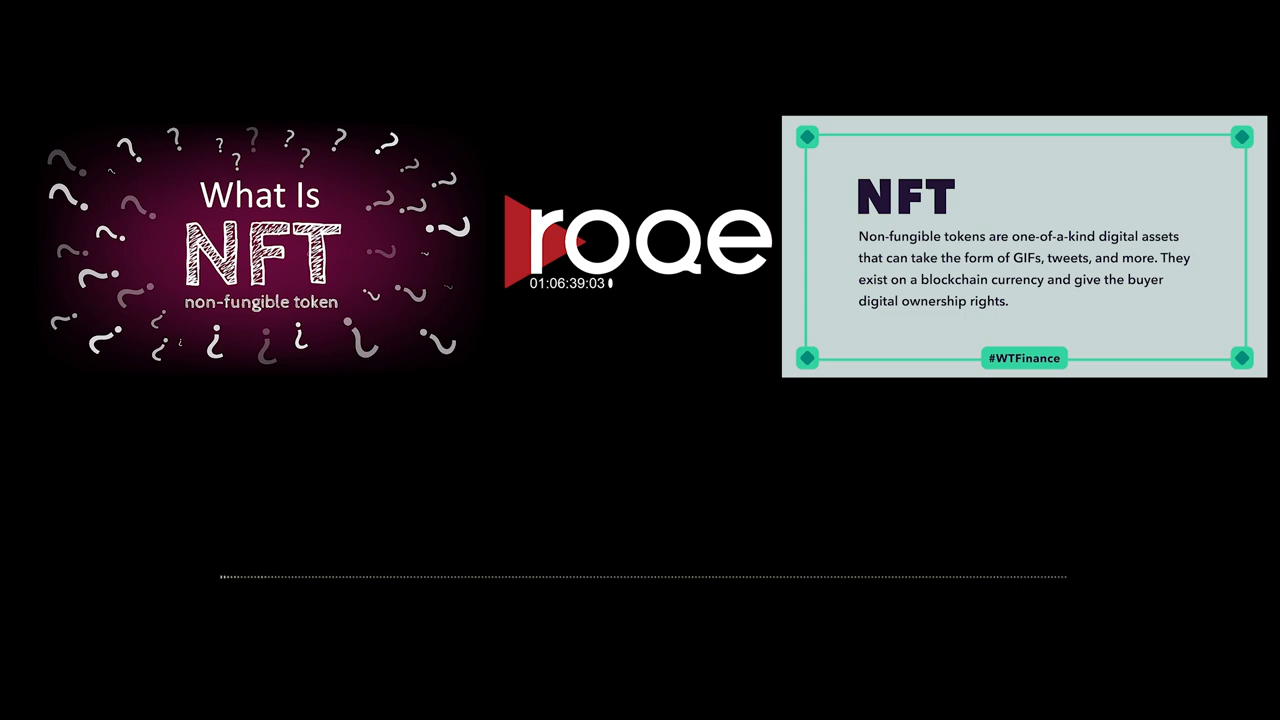 What Is
NFT
non-fungible token
roqe
01:06:39:03
NFT
Non-fungible tokens are one-of-a-kind digital assets
that can take the form of GIFs, tweets, and more. They
exist on a blockchain currency and give the buyer
digital ownership rights.
#WTFinance